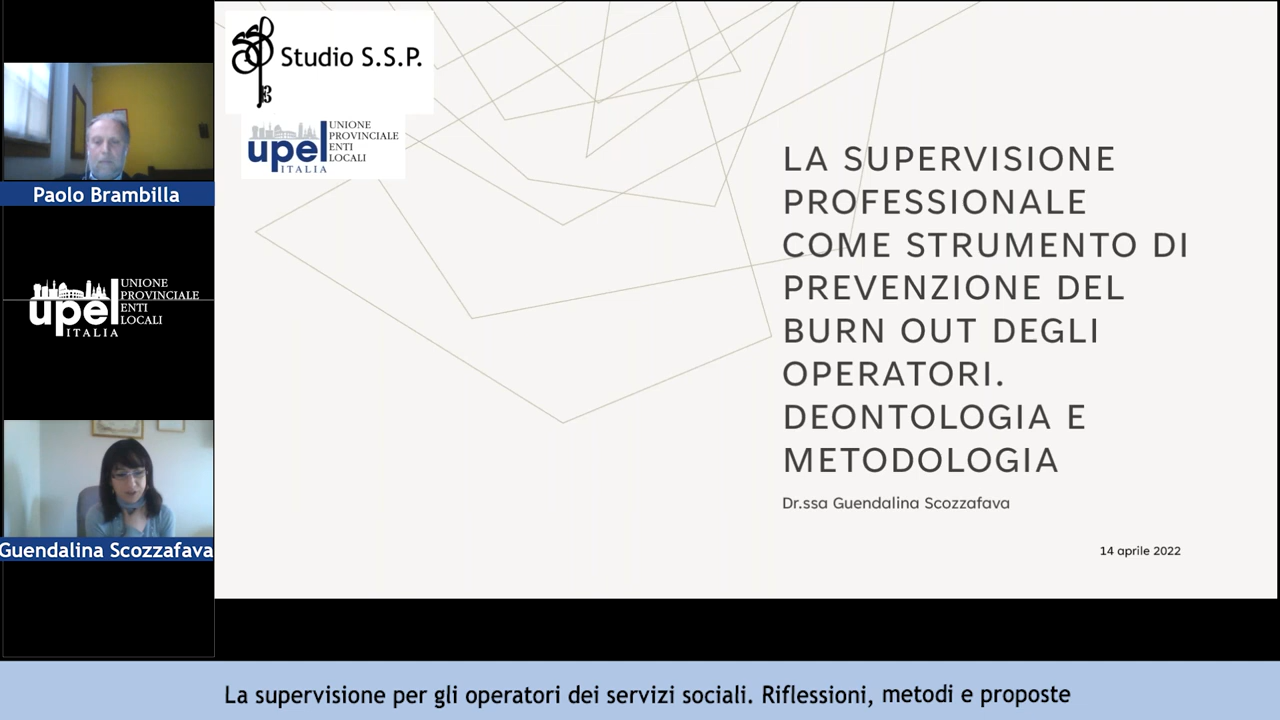 Studio S.S.P.
upel
ITALIA
UNIONE
PROVINCIALE
ENTI
LOCALI
Paolo Brambilla
upel
ITALIA
UNIONE
PROVINCIALE
ENTI
LOCALI
Guendalina Scozzafava
LA SUPERVISIONE
PROFESSIONALE
COME STRUMENTO DI
PREVENZIONE DEL
BURN OUT DEGLI
OPERATORI.
DEONTOLOGIA E
METODOLOGIA
Dr.ssa Guendalina Scozzafava
14 aprile 2022
La supervisione per gli operatori dei servizi sociali. Riflessioni, metodi e proposte